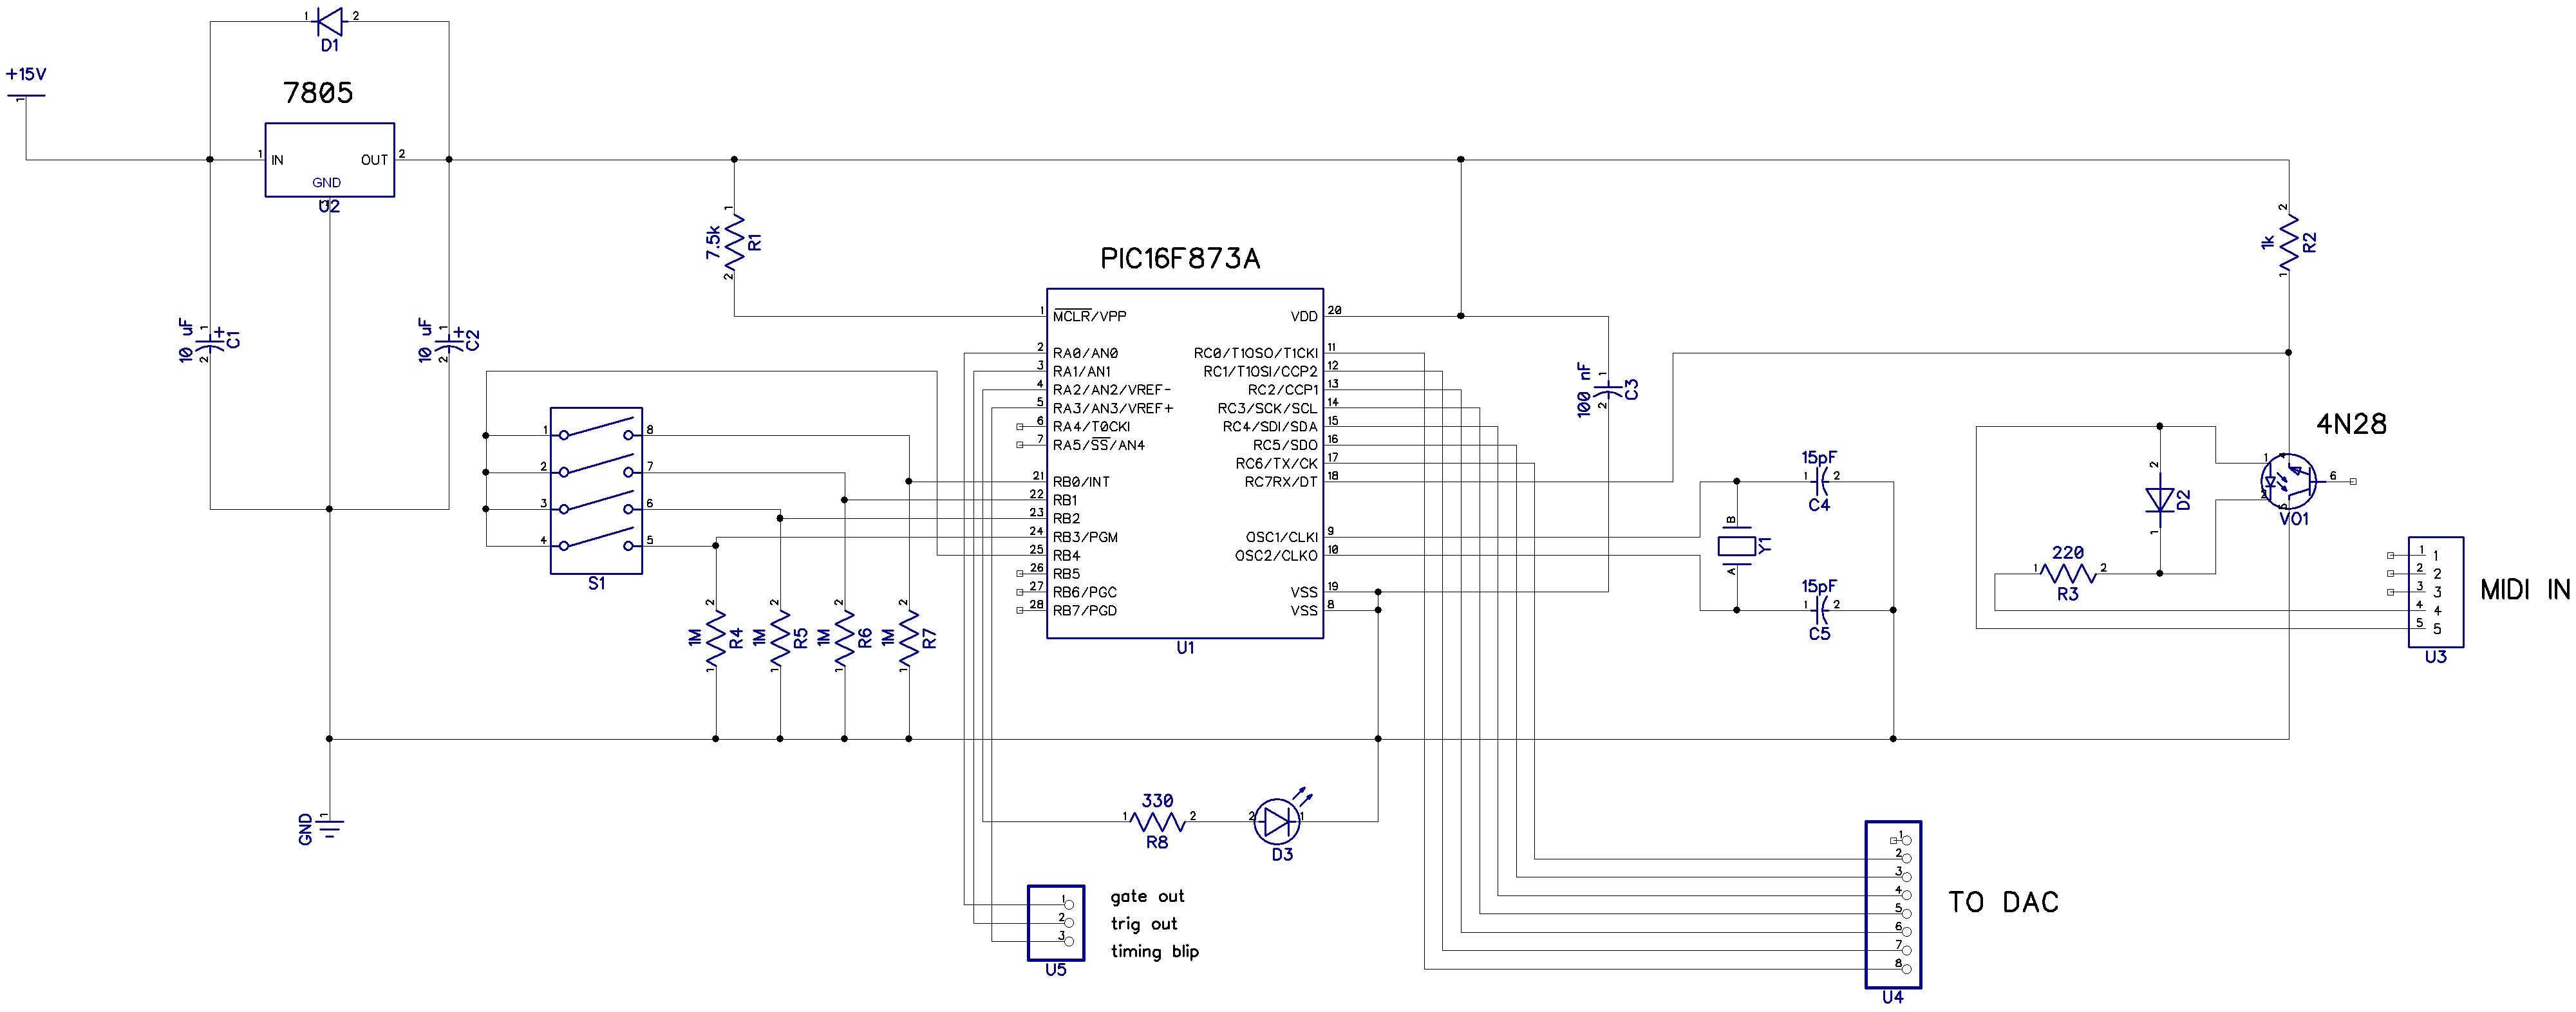 1 2
D1
+15V
1
7805
1 IN OUT 2
GND
3
U2
1 7.5k R1 2
2 1k R2 1
PIC16F873A
10 uF 1 + C1 2
10 uF 1 + C2 2
1 MCLR/VPP VDD 20
2 RA0/AN0 RC0/T1OSO/T1CKI 11
3 RA1/AN1 RC1/T1OSI/CCP2 12
4 RA2/AN2/VREF- RC2/CCP1 13
5 RA3/AN3/VREF+ RC3/SCK/SCL 14
6 RA4/T0CKI RC4/SDI/SDA 15
7 RA5/SS/AN4 RC5/SDO 16
RC6/TX/CK 17
21 RB0/INT RC7RX/DT 18
22 RB1
23 RB2
24 RB3/PGM OSC1/CLKI 9
25 RB4 OSC2/CLKO 10
26 RB5
27 RB6/PGC VSS 19
28 RB7/PGD VSS 8
U1
100 nF 1 C3 2
1 8
2 7
3 6
4 5
S1
15pF
1 2
C4
B Y1 A
15pF
1 2
C5
4N28
1 2 4 5 6
VO1
2 D2 1
220
1 2
R3
1 1
2 2
3 3
4 4
5 5
U3
MIDI IN
2 1M R4 1
2 1M R5 1
2 1M R6 1
2 1M R7 1
GND 1
330
1 2
R8
2 1
D3
1 gate out
2 trig out
3 timing blip
U5
1
2
3
4
5
6
7
8
U4
TO DAC